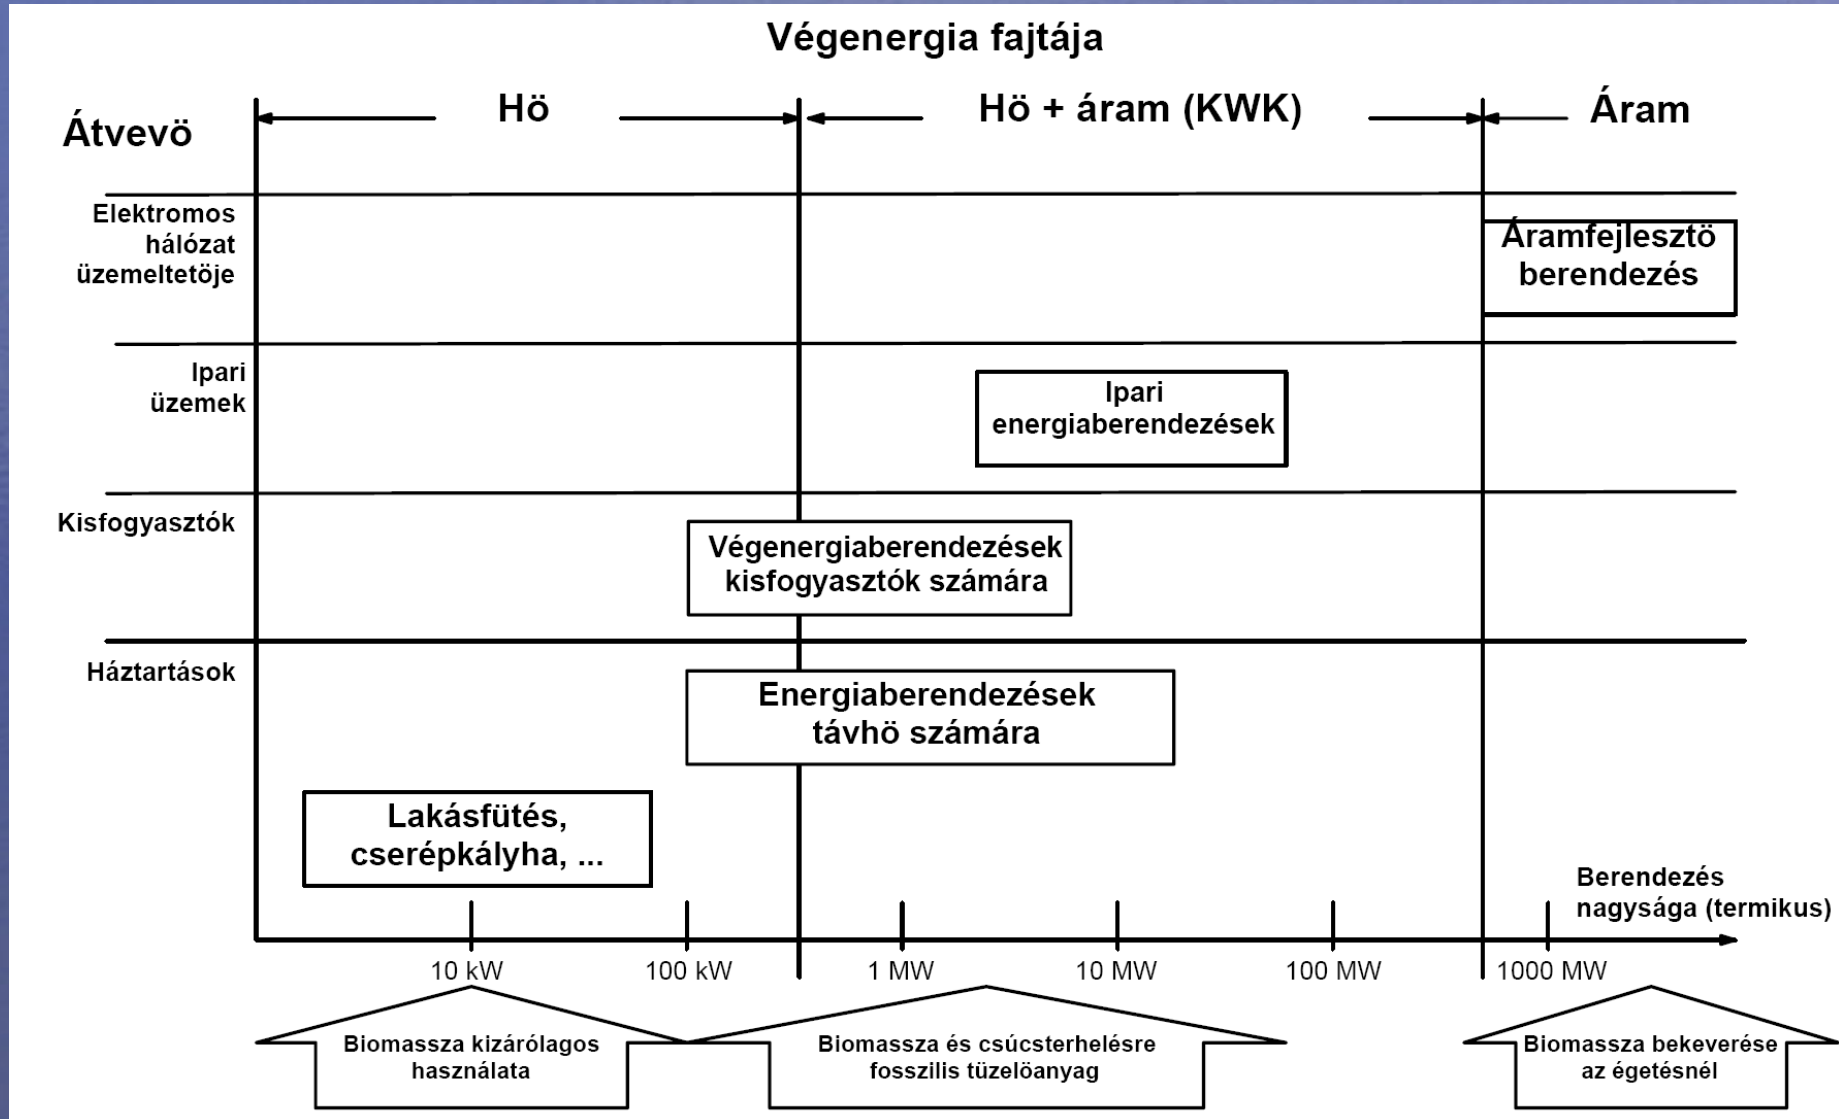 Végenergia fajtája
Átvevö
Hö
Hö + áram (KWK)
Áram
Elektromos
hálózat
üzemeltetöje
Áramfejlesztö
berendezés
Ipari
üzemek
Ipari
energiaberendezések
Kisfogyasztók
Végenergiaberendezések
kisfogyasztók számára
Háztartások
Energiaberendezések
távhö számára
Lakásfütés,
cserépkályha, ...
Berendezés
nagysága (termikus)
10 kW
100 kW
1 MW
10 MW
100 MW
1000 MW
Biomassza kizárólagos
használata
Biomassza és csúcsterhelésre
fosszilis tüzelöanyag
Biomassza bekeverése
az égetésnél